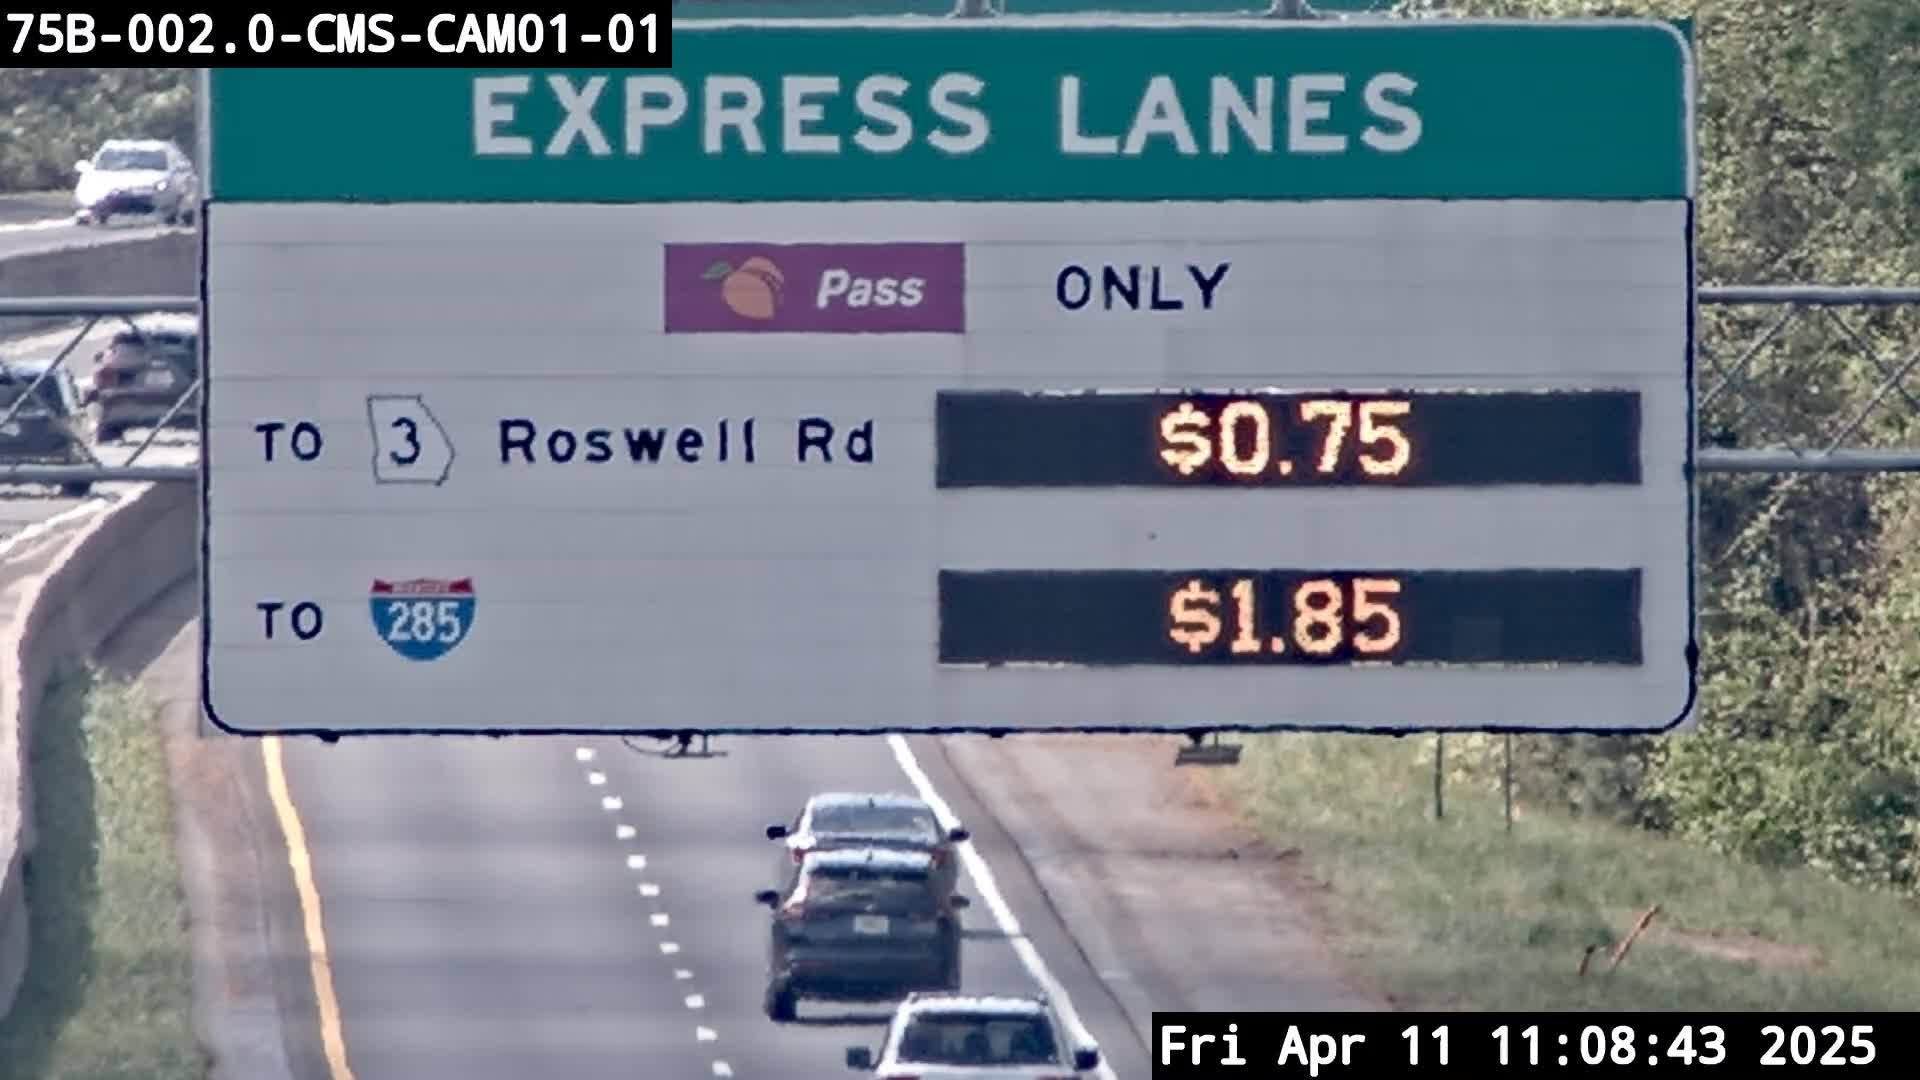 75B-002.0-CMS-CAM01-01
EXPRESS LANES
Pass ONLY
TO 3 Roswell Rd $0.75
TO 285 $1.85
Fri Apr 11 11:08:43 2025